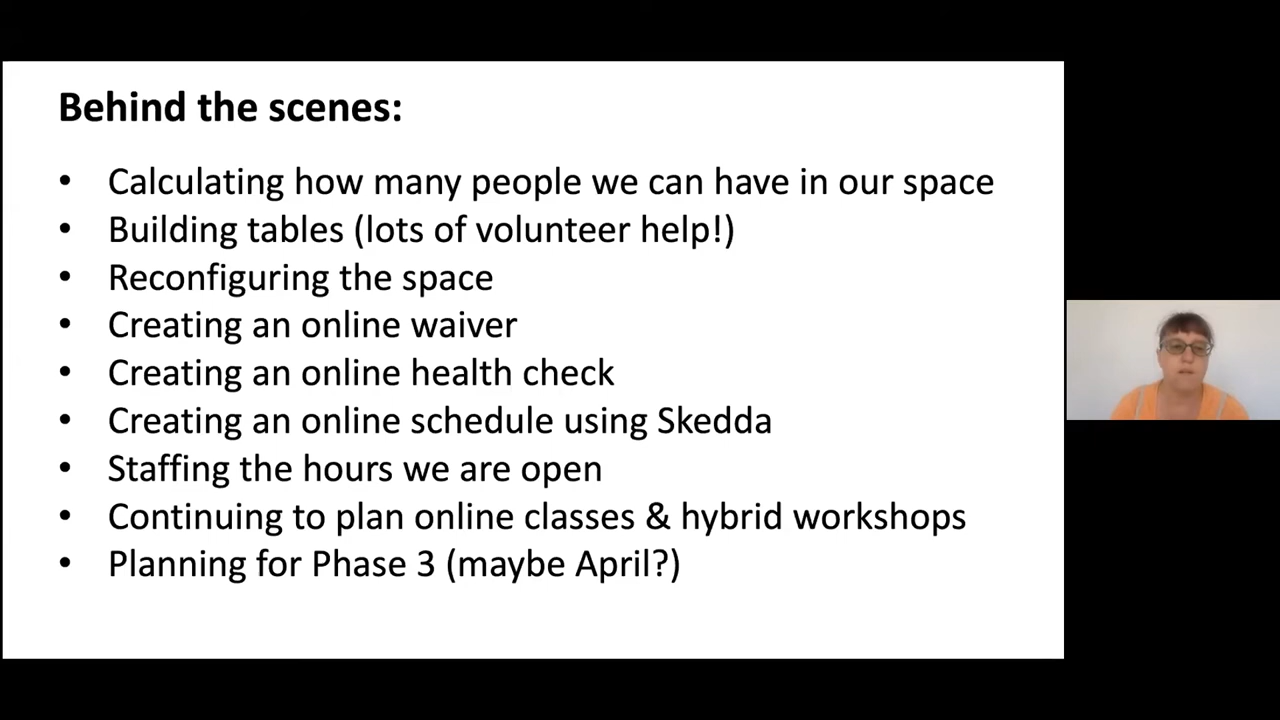 Behind the scenes:
• Calculating how many people we can have in our space
• Building tables (lots of volunteer help!)
• Reconfiguring the space
• Creating an online waiver
• Creating an online health check
• Creating an online schedule using Skedda
• Staffing the hours we are open
• Continuing to plan online classes & hybrid workshops
• Planning for Phase 3 (maybe April?)